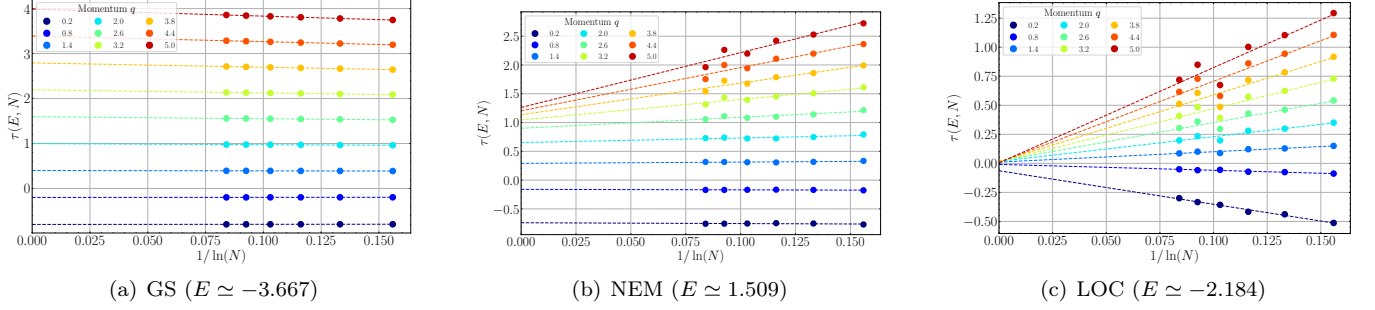 4
3
2
1
0
τ(E, N)
Momentum q
0.2 2.0 3.8
0.8 2.6 4.4
1.4 3.2 5.0
0.000 0.025 0.050 0.075 0.100 0.125 0.150
1/ ln(N)
(a) GS (E ≃ −3.667)
2.5
2.0
1.5
1.0
0.5
0.0
−0.5
τ(E, N)
Momentum q
0.2 2.0 3.8
0.8 2.6 4.4
1.4 3.2 5.0
0.000 0.025 0.050 0.075 0.100 0.125 0.150
1/ ln(N)
(b) NEM (E ≃ 1.509)
1.25
1.00
0.75
0.50
0.25
0.00
−0.25
−0.50
τ(E, N)
Momentum q
0.2 2.0 3.8
0.8 2.6 4.4
1.4 3.2 5.0
0.000 0.025 0.050 0.075 0.100 0.125 0.150
1/ ln(N)
(c) LOC (E ≃ −2.184)